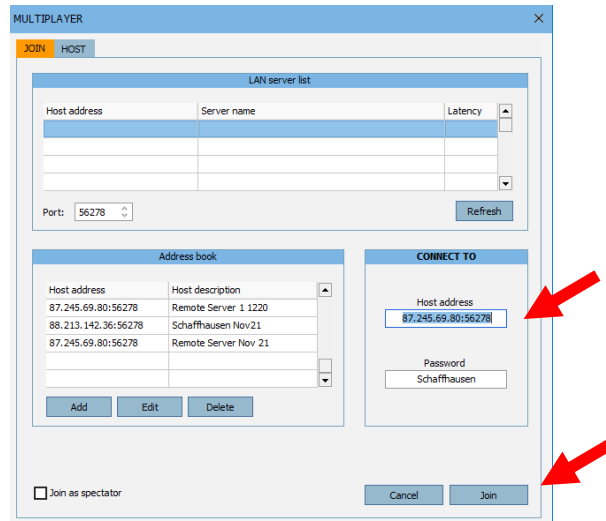 MULTIPLAYER
JOIN HOST
LAN server list
Host address Server name Latency
Port: 56278 Refresh
Address book
Host address Host description
87.245.69.80:56278 Remote Server 1 1220
88.213.142.36:56278 Schaffhausen Nov21
87.245.69.80:56278 Remote Server Nov 21
Add Edit Delete
CONNECT TO
Host address
87.245.69.80:56278
Password
Schaffhausen
Join as spectator
Cancel Join